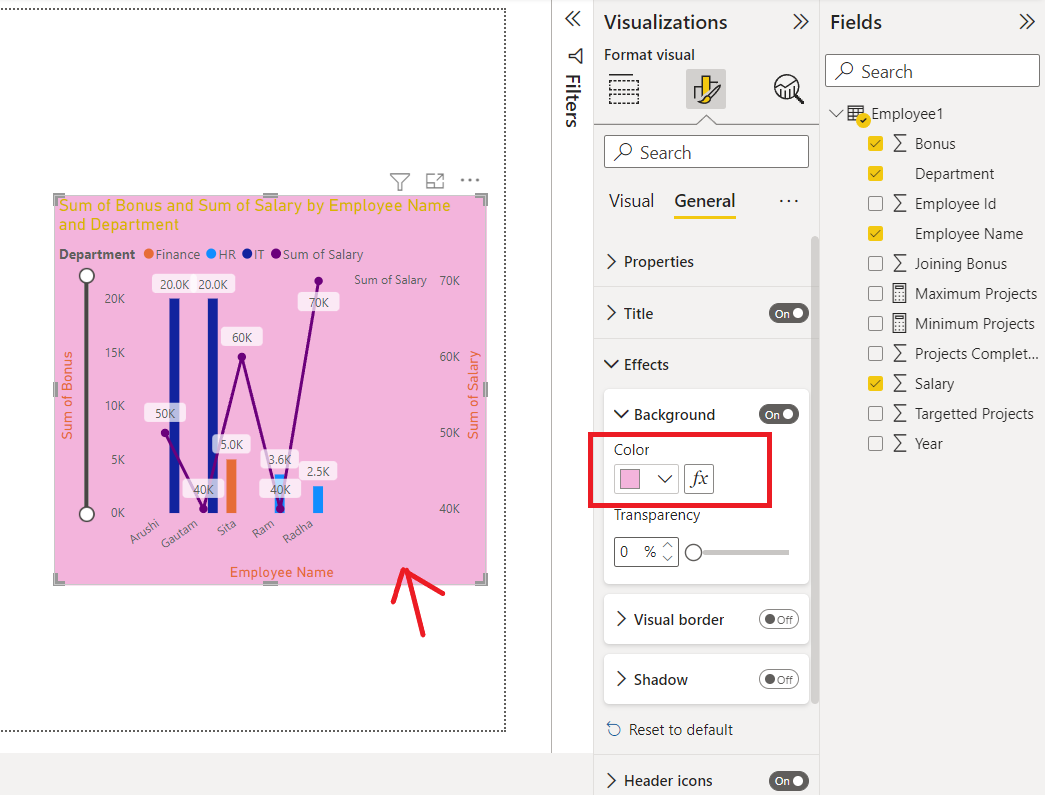 Sum of Bonus and Sum of Salary by Employee Name
and Department
Department Finance HR IT Sum of Salary
Sum of Bonus
20K
15K
10K
5K
0K
20.0K 20.0K
50K
40K
60K
5.0K
3.6K
40K
70K
2.5K
Arushi
Gautam
Sita
Ram
Radha
Employee Name
Sum of Salary
70K
60K
50K
40K
Sum of Salary
Filters
Visualizations
Format visual
Search
Visual General
Properties
Title On
Effects
Background On
Color
fx
Transparency
0 %
Visual border Off
Shadow Off
Reset to default
Header icons On
Fields
Search
Employee1
Bonus
Department
Employee Id
Employee Name
Joining Bonus
Maximum Projects
Minimum Projects
Projects Complet...
Salary
Targetted Projects
Year